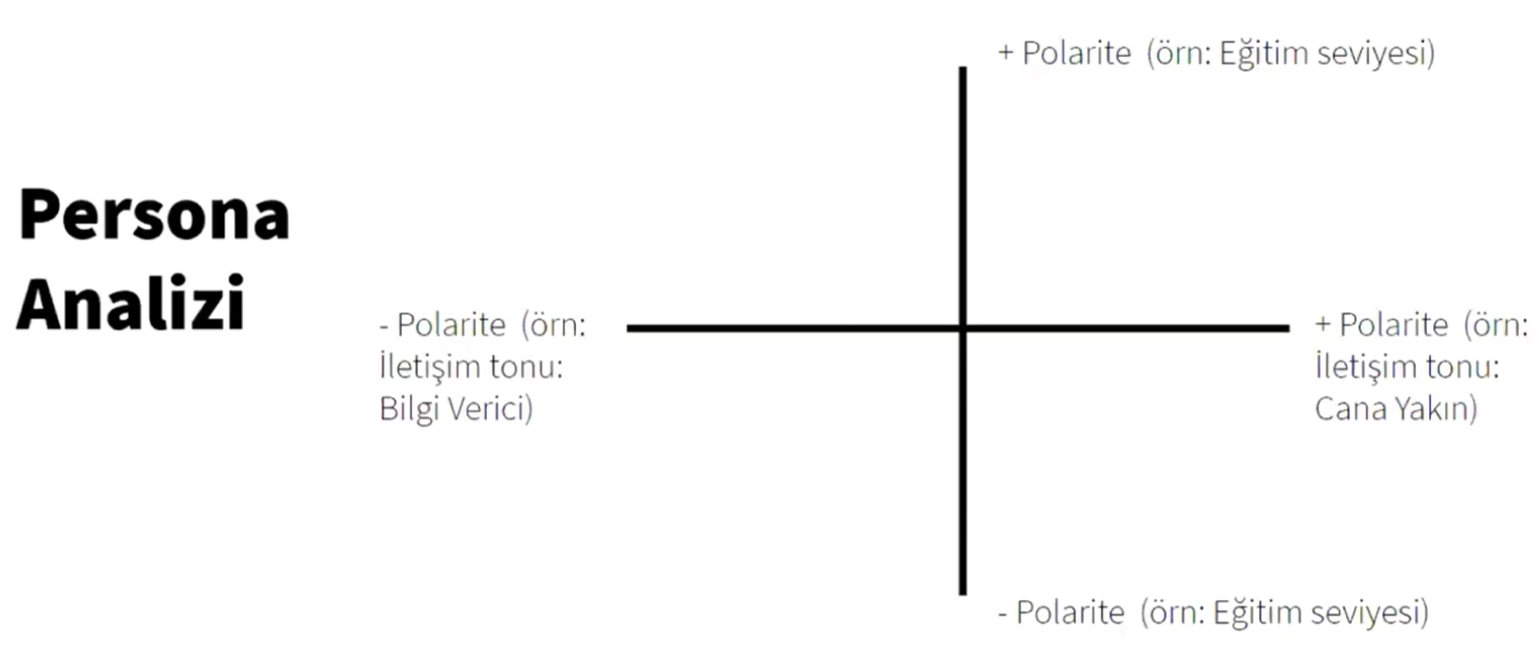 + Polarite (örn: Eğitim seviyesi)
Persona
Analizi
- Polarite (örn:
İletişim tonu:
Bilgi Verici)
+ Polarite (örn:
İletişim tonu:
Cana Yakın)
- Polarite (örn: Eğitim seviyesi)